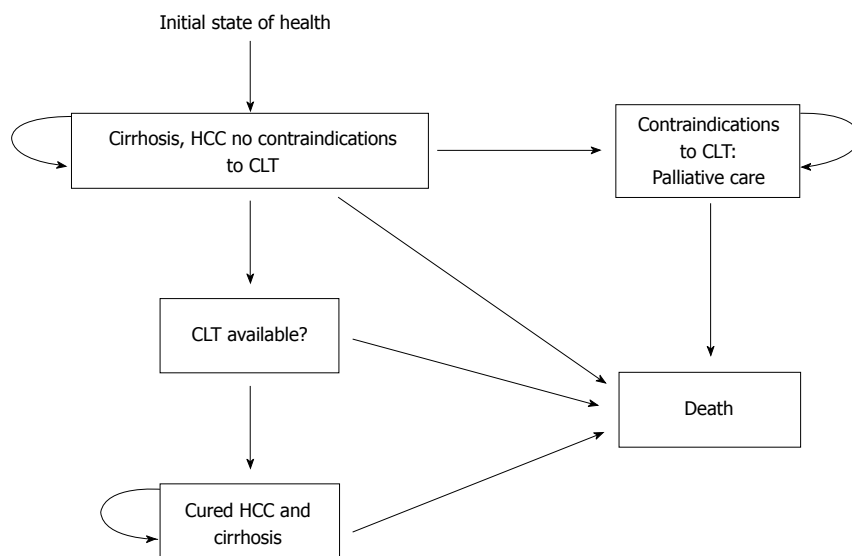 Initial state of health
Cirrhosis, HCC no contraindications
to CLT
Contraindications
to CLT:
Palliative care
CLT available?
Death
Cured HCC and
cirrhosis